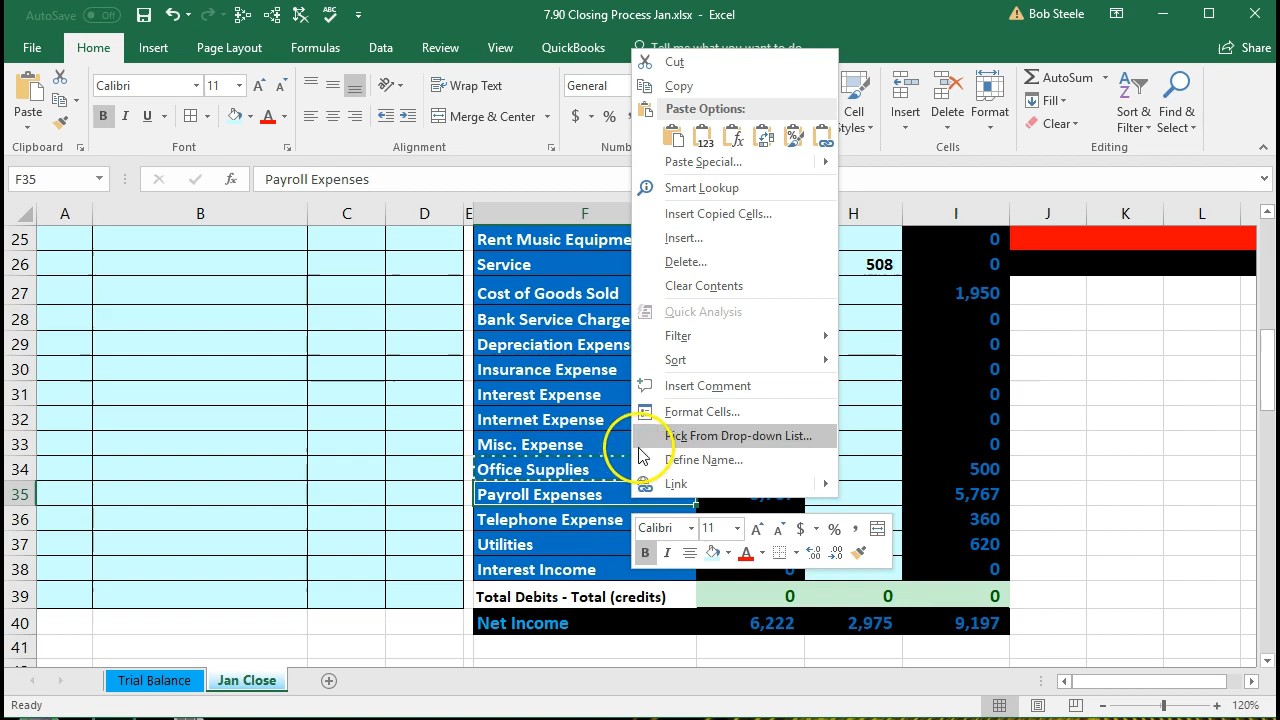 AutoSave Off 7.90 Closing Process Jan.xlsx - Excel Bob Steele
File Home Insert Page Layout Formulas Data Review View QuickBooks Tell me what you want to do Share
Paste Calibri 11 Wrap Text General Cell Styles Insert Delete Format AutoSum Sort & Filter Find & Select
B I U Merge & Center $ % Fill
Clear
Clipboard Font Alignment Numb Cells Editing
F35 fx Payroll Expenses
A B C D E F H I J K L
25 Rent Music Equipme 0
26 Service 508 0
27 Cost of Goods Sold 1,950
28 Bank Service Charge 0
29 Depreciation Expens 0
30 Insurance Expense 0
31 Interest Expense 0
32 Internet Expense 0
33 Misc. Expense 0
34 Office Supplies 500
35 Payroll Expenses 5,767
36 Telephone Expense 360
37 Utilities 620
38 Interest Income 0 0
39 Total Debits - Total (credits) 0 0 0
40 Net Income 6,222 2,975 9,197
41
Cut
Copy
Paste Options:
123 fx %
Paste Special...
Smart Lookup
Insert Copied Cells...
Insert...
Delete...
Clear Contents
Quick Analysis
Filter
Sort
Insert Comment
Format Cells...
Pick From Drop-down List...
Define Name...
Link
Calibri 11 A A $ % ,
B I A .00 .0
Trial Balance Jan Close
Ready 120%